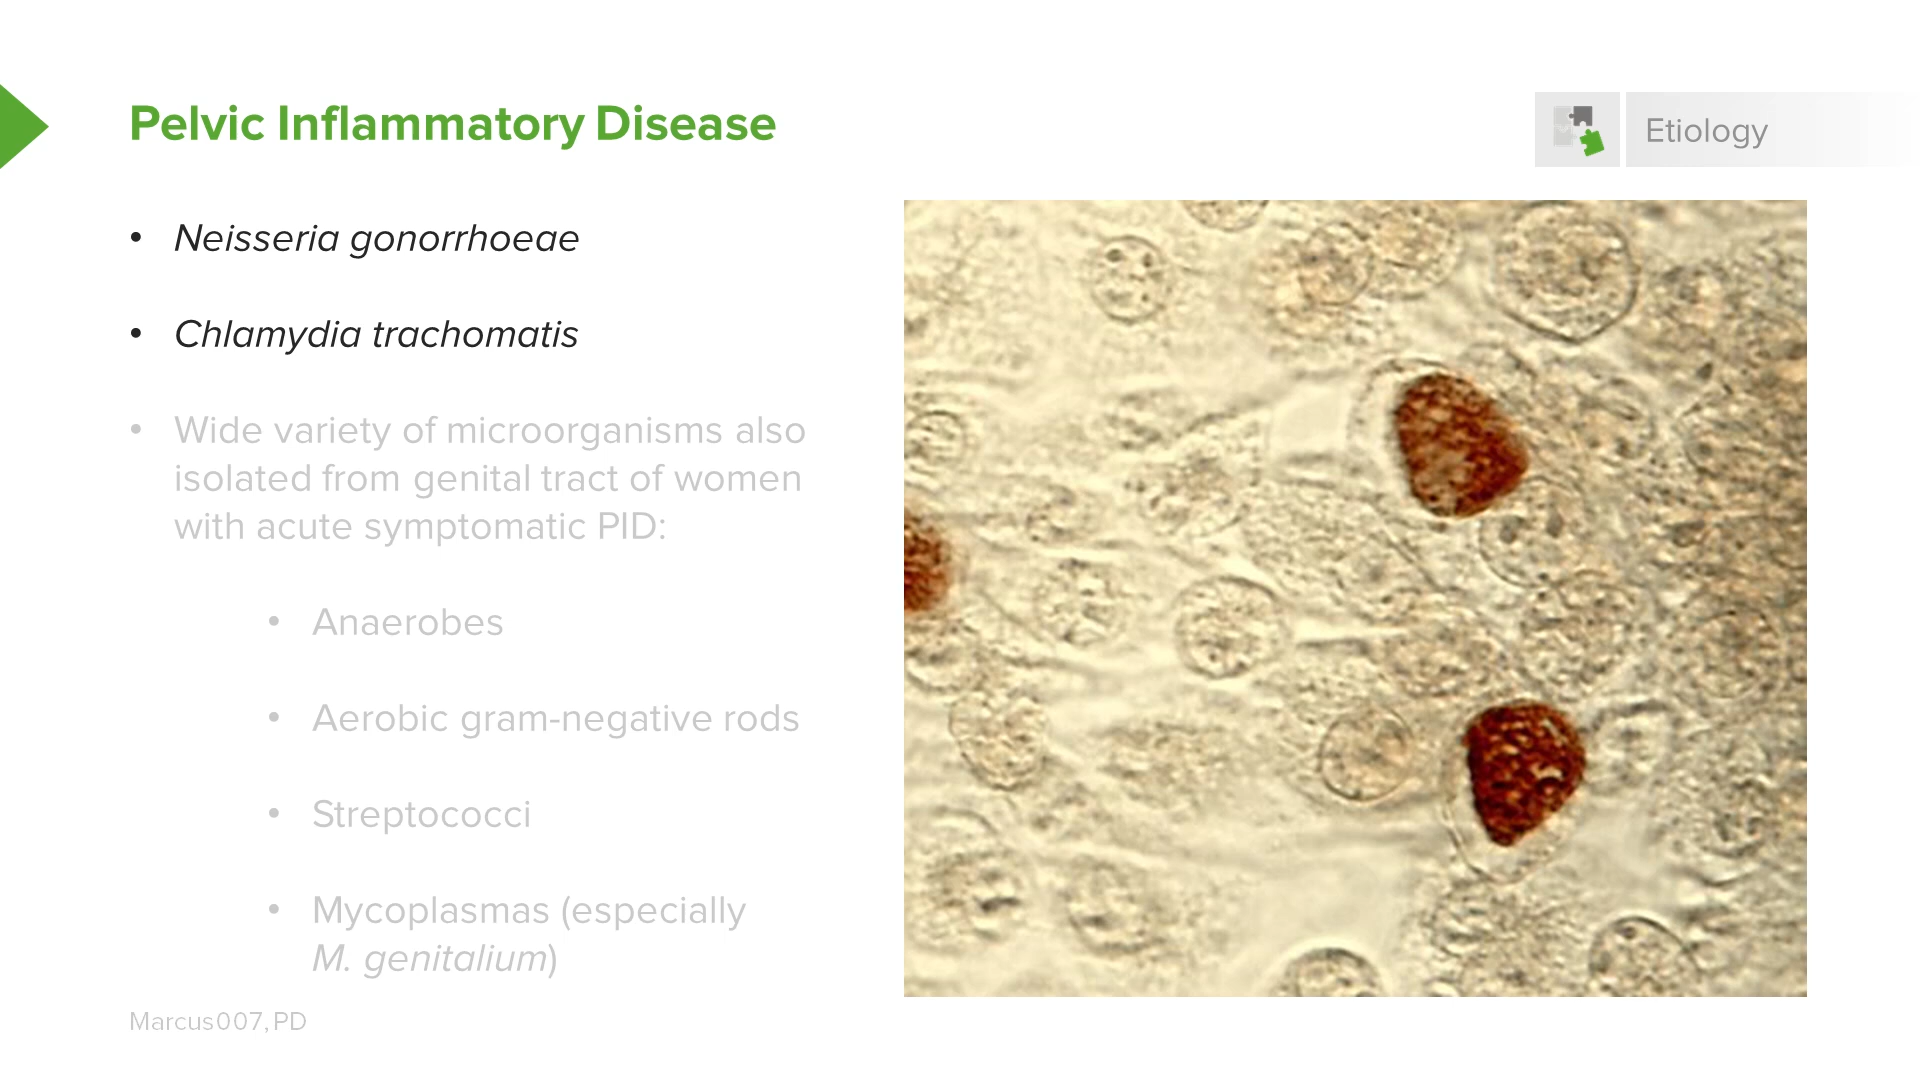 Pelvic Inflammatory Disease
Etiology
• Neisseria gonorrhoeae
• Chlamydia trachomatis
• Wide variety of microorganisms also
isolated from genital tract of women
with acute symptomatic PID:
• Anaerobes
• Aerobic gram-negative rods
• Streptococci
• Mycoplasmas (especially
M. genitalium)
Marcus007, PD